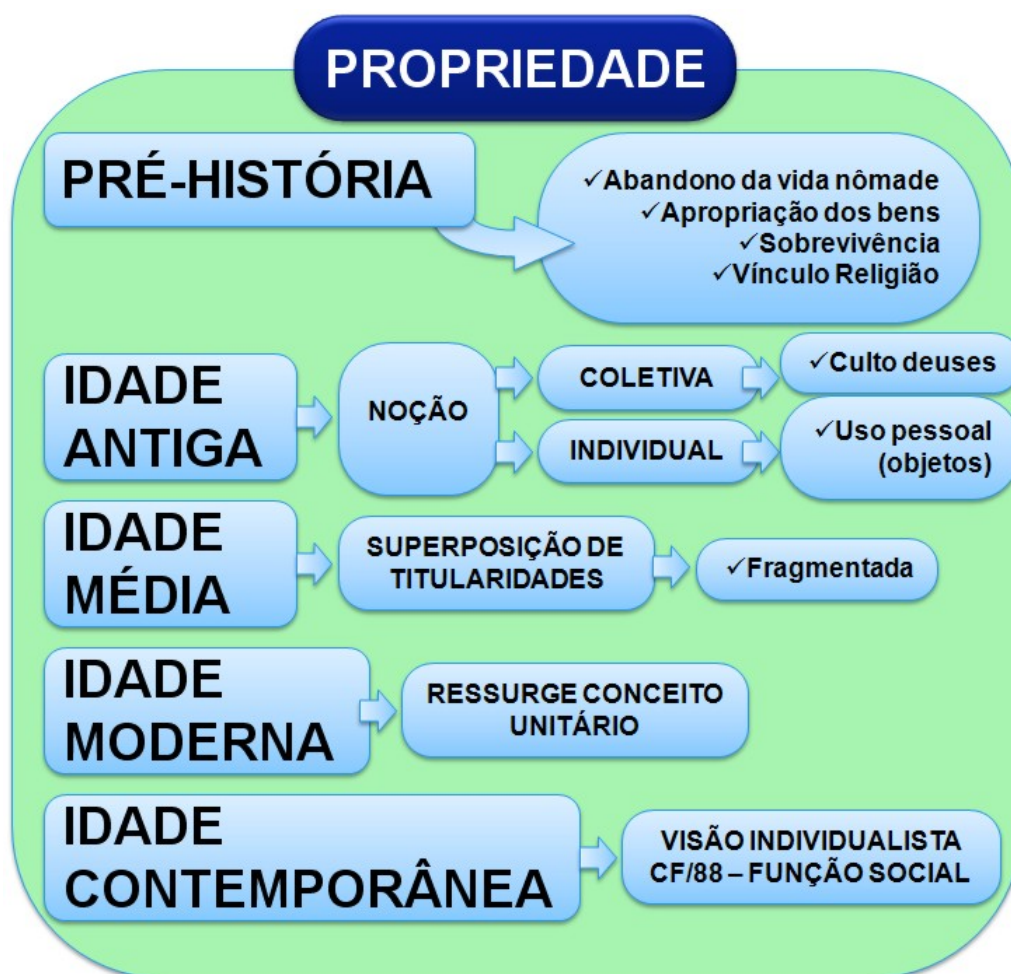 PROPRIEDADE
PRÉ-HISTÓRIA
✓Abandono da vida nômade
✓Apropriação dos bens
✓Sobrevivência
✓Vínculo Religião
IDADE
ANTIGA
NOÇÃO
COLETIVA
✓Culto deuses
INDIVIDUAL
✓Uso pessoal
(objetos)
IDADE
MÉDIA
SUPERPOSIÇÃO DE
TITULARIDADES
✓Fragmentada
IDADE
MODERNA
RESSURGE CONCEITO
UNITÁRIO
IDADE
CONTEMPORÂNEA
VISÃO INDIVIDUALISTA
CF/88 – FUNÇÃO SOCIAL